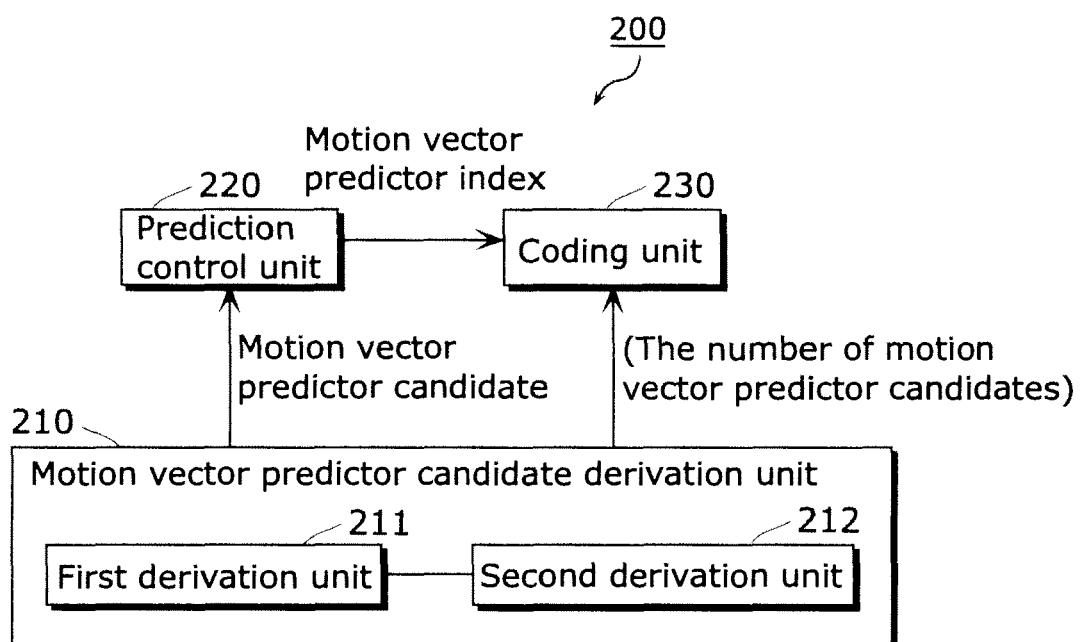 200
Motion vector
predictor index
220
230
Prediction
control unit
Coding unit
Motion vector
predictor candidate
(The number of motion
vector predictor candidates)
210
Motion vector predictor candidate derivation unit
211
212
First derivation unit
Second derivation unit